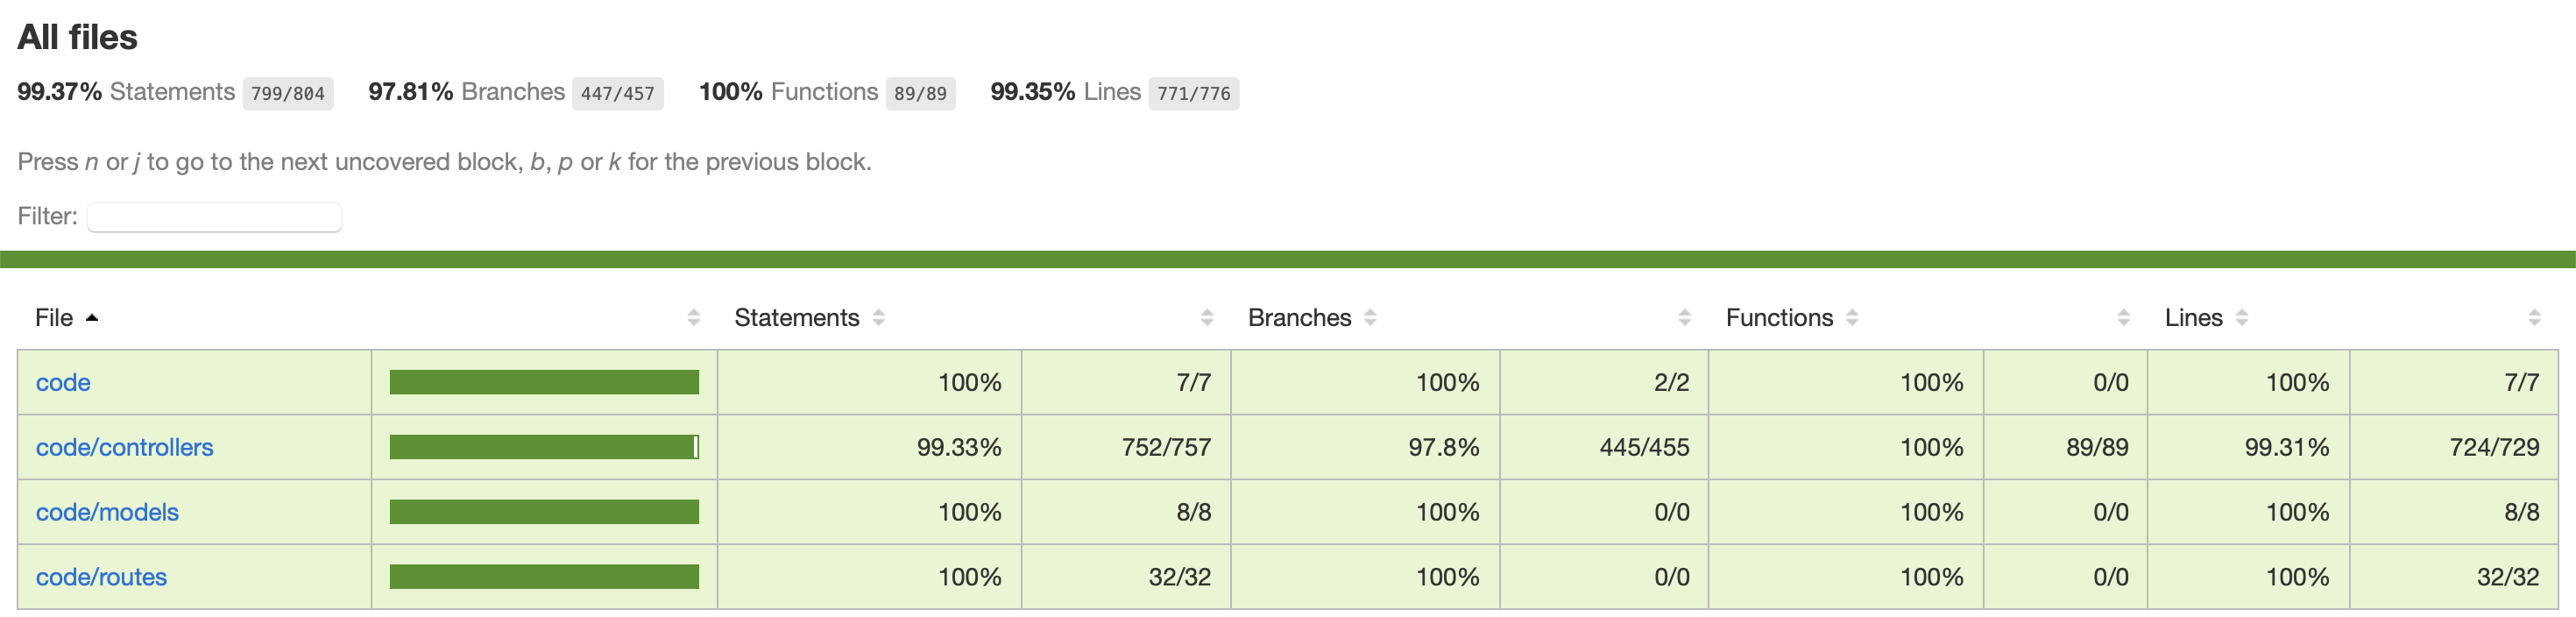 All files
99.37% Statements 799/804 97.81% Branches 447/457 100% Functions 89/89 99.35% Lines 771/776
Press n or j to go to the next uncovered block, b, p or k for the previous block.
Filter:
File Statements Branches Functions Lines
code 100% 7/7 100% 2/2 100% 0/0 100% 7/7
code/controllers 99.33% 752/757 97.8% 445/455 100% 89/89 99.31% 724/729
code/models 100% 8/8 100% 0/0 100% 0/0 100% 8/8
code/routes 100% 32/32 100% 0/0 100% 0/0 100% 32/32